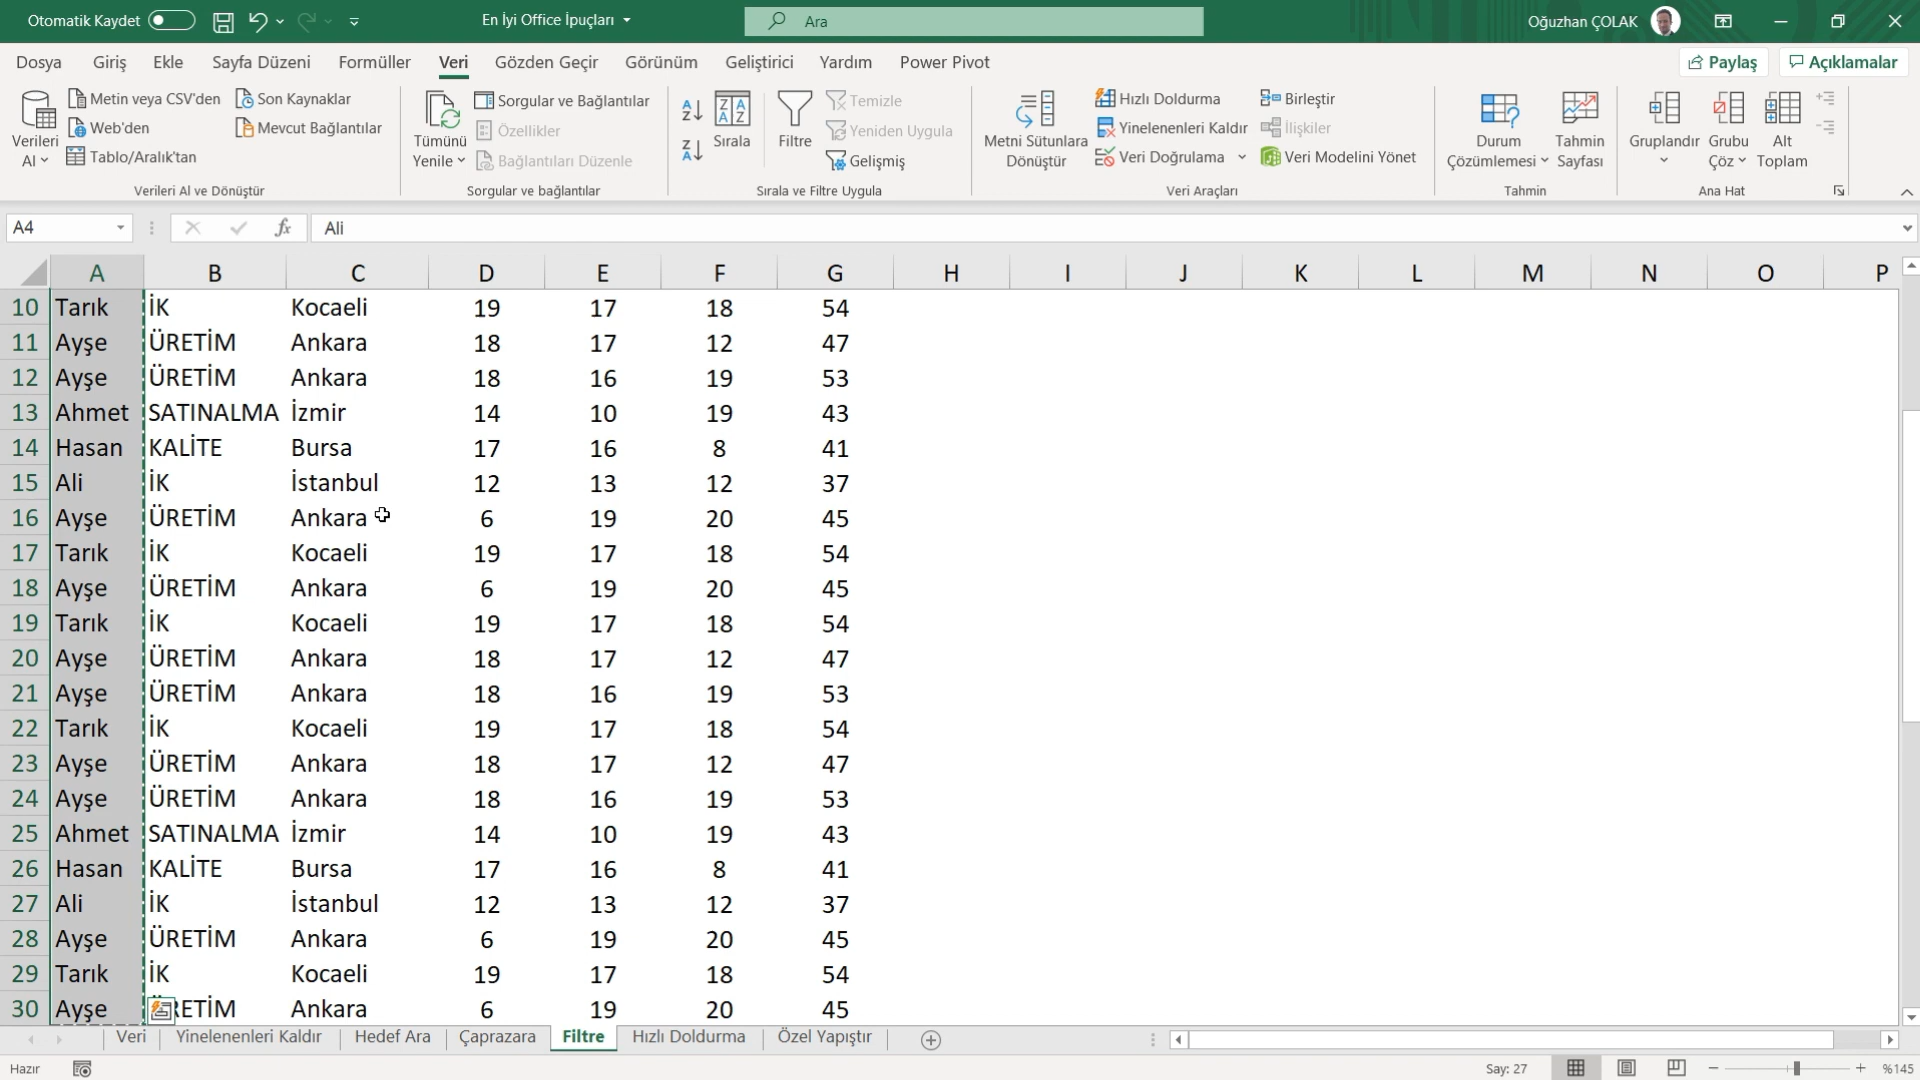 Otomatik Kaydet
En İyi Office İpuçları
Ara
Oğuzhan ÇOLAK
Dosya Giriş Ekle Sayfa Düzeni Formüller Veri Gözden Geçir Görünüm Geliştirici Yardım Power Pivot Paylaş Açıklamalar
Verileri Al
Metin veya CSV'den
Web'den
Tablo/Aralık'tan
Son Kaynaklar
Mevcut Bağlantılar
Verileri Al ve Dönüştür
Tümünü Yenile
Sorgular ve Bağlantılar
Özellikler
Bağlantıları Düzenle
Sorgular ve bağlantılar
Sırala
Filtre
Temizle
Yeniden Uygula
Gelişmiş
Sırala ve Filtre Uygula
Metni Sütunlara Dönüştür
Hızlı Doldurma
Yinelenenleri Kaldır
Veri Doğrulama
Birleştir
İlişkiler
Veri Modelini Yönet
Veri Araçları
Durum Çözümlemesi
Tahmin Sayfası
Tahmin
Gruplandır
Grubu Çöz
Alt Toplam
Ana Hat
A4 fx Ali
A B C D E F G H I J K L M N O P
10 Tarık İK Kocaeli 19 17 18 54
11 Ayşe ÜRETİM Ankara 18 17 12 47
12 Ayşe ÜRETİM Ankara 18 16 19 53
13 Ahmet SATINALMA İzmir 14 10 19 43
14 Hasan KALİTE Bursa 17 16 8 41
15 Ali İK İstanbul 12 13 12 37
16 Ayşe ÜRETİM Ankara 6 19 20 45
17 Tarık İK Kocaeli 19 17 18 54
18 Ayşe ÜRETİM Ankara 6 19 20 45
19 Tarık İK Kocaeli 19 17 18 54
20 Ayşe ÜRETİM Ankara 18 17 12 47
21 Ayşe ÜRETİM Ankara 18 16 19 53
22 Tarık İK Kocaeli 19 17 18 54
23 Ayşe ÜRETİM Ankara 18 17 12 47
24 Ayşe ÜRETİM Ankara 18 16 19 53
25 Ahmet SATINALMA İzmir 14 10 19 43
26 Hasan KALİTE Bursa 17 16 8 41
27 Ali İK İstanbul 12 13 12 37
28 Ayşe ÜRETİM Ankara 6 19 20 45
29 Tarık İK Kocaeli 19 17 18 54
30 Ayşe ÜRETİM Ankara 6 19 20 45
Veri Yinelenenleri Kaldır Hedef Ara Çaprazara Filtre Hızlı Doldurma Özel Yapıştır
Hazır Say: 27 %145